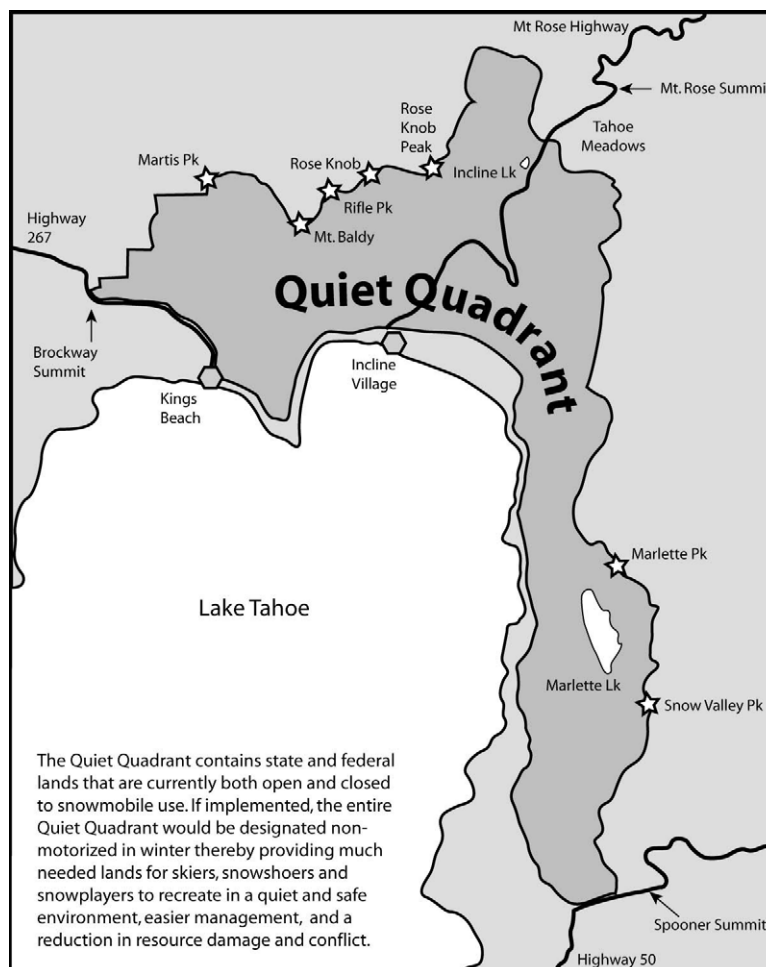 Mt Rose Highway
Mt. Rose Summi
Rose
Knob
Peak
Tahoe
Meadows
Martis Pk
Rose Knob
Incline Lk
Rifle Pk
Highway
267
Mt. Baldy
Quiet Quadrant
Brockway
Summit
Incline
Village
Kings
Beach
Marlette Pk
Lake Tahoe
Marlette Lk
Snow Valley Pk
The Quiet Quadrant contains state and federal
lands that are currently both open and closed
to snowmobile use. If implemented, the entire
Quiet Quadrant would be designated non-
motorized in winter thereby providing much
needed lands for skiers, snowshoers and
snowplayers to recreate in a quiet and safe
environment, easier management, and a
reduction in resource damage and conflict.
Spooner Summit
Highway 50